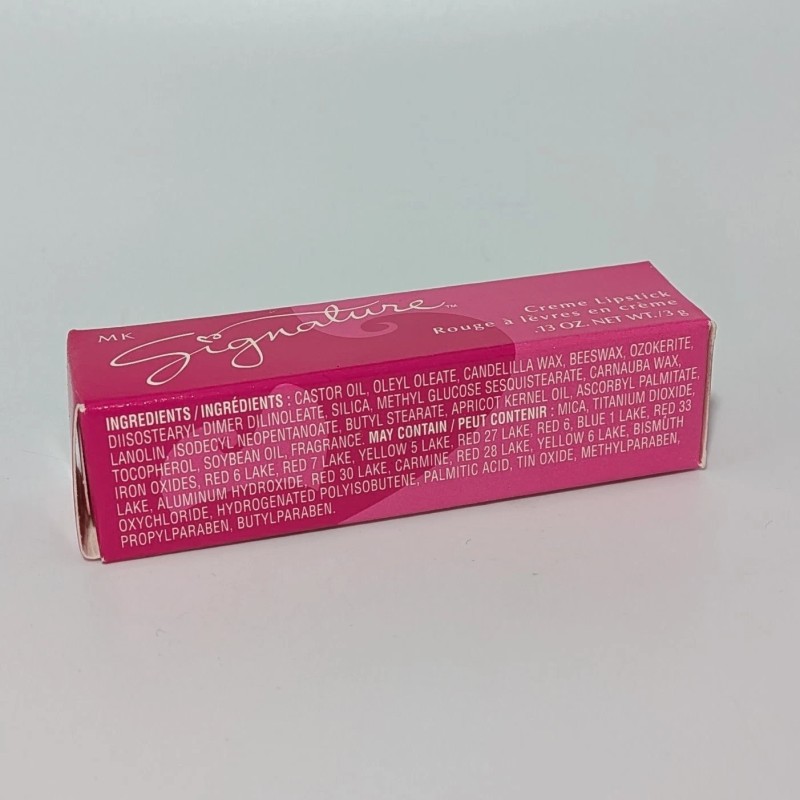 MK Signature™
Creme Lipstick
Rouge à lèvres en crème
.13 OZ. NET WT./3 g
INGREDIENTS / INGRÉDIENTS : CASTOR OIL, OLEYL OLEATE, CANDELILLA WAX, BEESWAX, OZOKERITE,
DIISOSTEARYL DIMER DILINOLEATE, SILICA, METHYL GLUCOSE SESQUISTEARATE, CARNAUBA WAX,
LANOLIN, ISODECYL NEOPENTANOATE, BUTYL STEARATE, APRICOT KERNEL OIL, ASCORBYL PALMITATE,
TOCOPHEROL, SOYBEAN OIL, FRAGRANCE. MAY CONTAIN / PEUT CONTENIR : MICA, TITANIUM DIOXIDE,
IRON OXIDES, RED 6 LAKE, RED 7 LAKE, YELLOW 5 LAKE, RED 27 LAKE, RED 6, BLUE 1 LAKE, RED 33
LAKE, ALUMINUM HYDROXIDE, RED 30 LAKE, CARMINE, RED 28 LAKE, YELLOW 6 LAKE, BISMUTH
OXYCHLORIDE, HYDROGENATED POLYISOBUTENE, PALMITIC ACID, TIN OXIDE, METHYLPARABEN,
PROPYLPARABEN, BUTYLPARABEN.